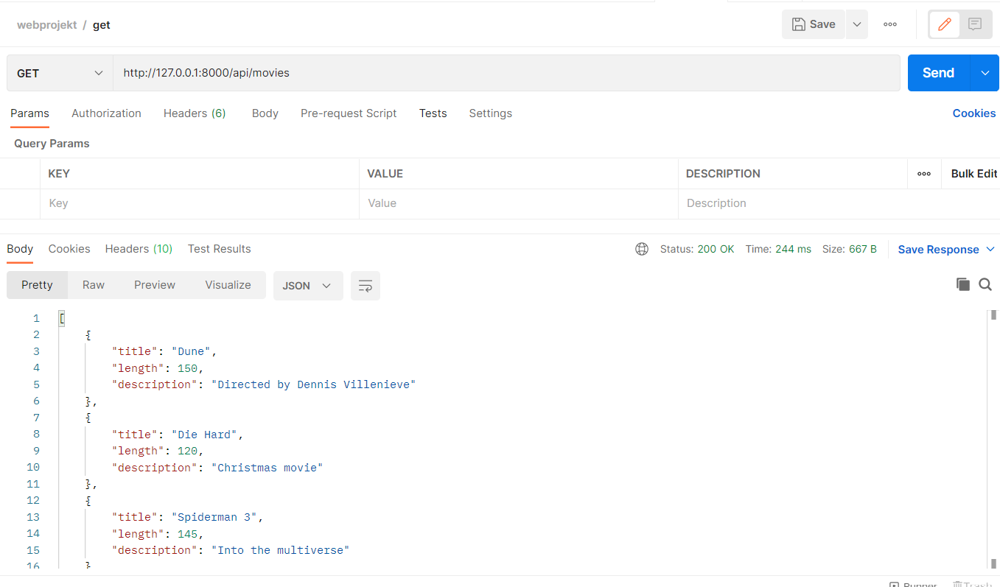 webprojekt / get
Save
GET http://127.0.0.1:8000/api/movies Send
Params Authorization Headers (6) Body Pre-request Script Tests Settings Cookies
Query Params
KEY VALUE DESCRIPTION ooo Bulk Edit
Key Value Description
Body Cookies Headers (10) Test Results Status: 200 OK Time: 244 ms Size: 667 B Save Response
Pretty Raw Preview Visualize JSON
1 [
2 {
3 "title": "Dune",
4 "length": 150,
5 "description": "Directed by Dennis Villenieve"
6 },
7 {
8 "title": "Die Hard",
9 "length": 120,
10 "description": "Christmas movie"
11 },
12 {
13 "title": "Spiderman 3",
14 "length": 145,
15 "description": "Into the multiverse"
16 }
Runner Trash